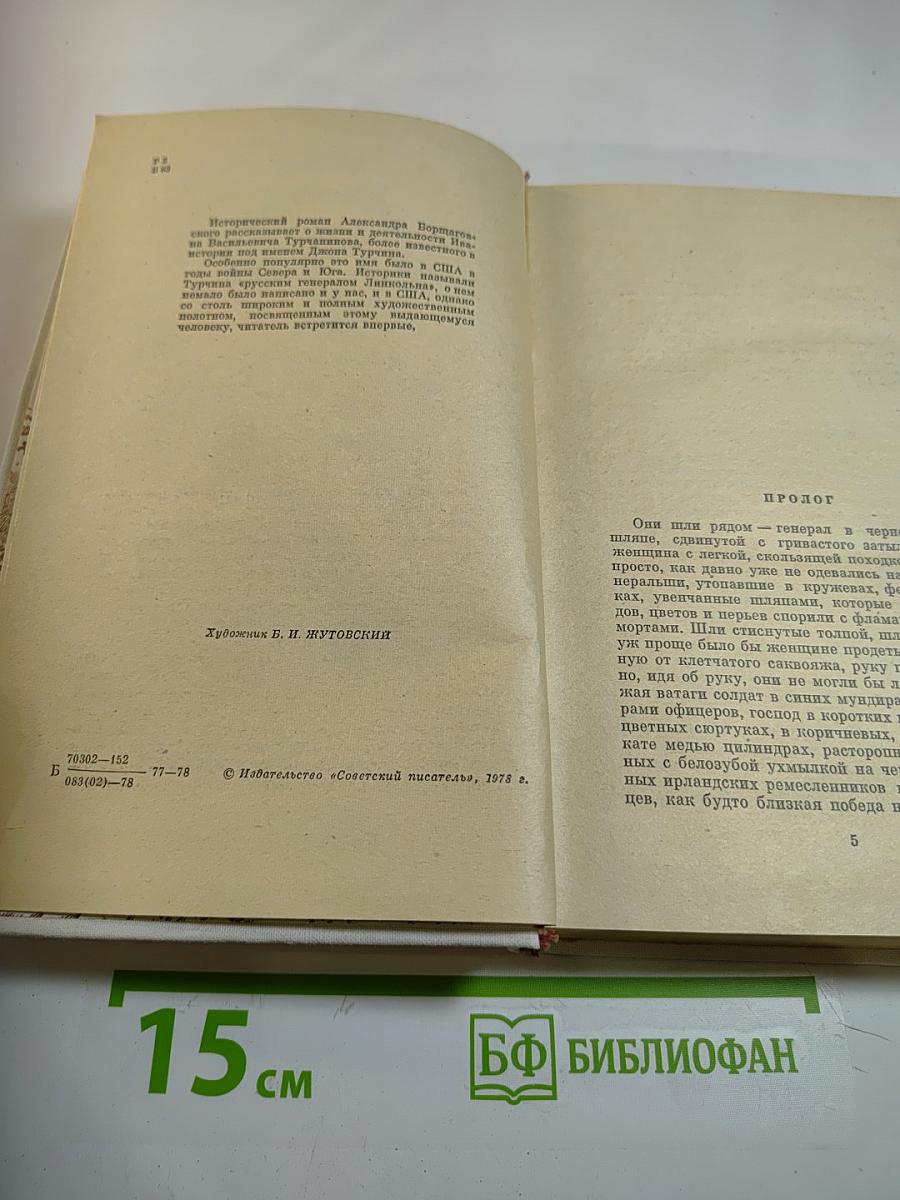 Р 2
Исторический роман Александра Борщагов-
ского рассказывает о жизни и деятельности Ива-
на Васильевича Турчанинова, более известного в
истории под именем Джона Турчина.
Особенно популярно это имя было в США в
годы войны Севера и Юга. Историки называли
Турчина «русским генералом Линкольна», о нем
немало было написано и у нас, и в США, однако
со столь широким и полным художественным
полотном, посвященным этому выдающемуся
человеку, читатель встретится впервые,
Художник Б. И. ЖУТОВСКИЙ
70302—152
Б 77—78
083(02)—78
© Издательство «Советский писатель», 1978 г.
ПРОЛОГ
Они шли рядом — генерал в черно
шляпе, сдвинутой с гривастого затыл
женщина с легкой, скользящей походко
просто, как давно уже не одевались на
неральши, утопавшие в кружевах, фе
ках, увенчанные шляпами, которые
дов, цветов и перьев спорили с флама
мортами. Шли стиснутые толпой, шл
уж проще было бы женщине продеть
ную от клетчатого саквояжа, руку п
но, идя об руку, они не могли бы л
жая ватаги солдат в синих мундира
рами офицеров, господ в коротких
цветных сюртуках, в коричневых,
кате медью цилиндрах, расторопн
ных с белозубой ухмылкой на че
ных ирландских ремесленников
цев, как будто близкая победа н
5
15 см
БФ БИБЛИОФАН